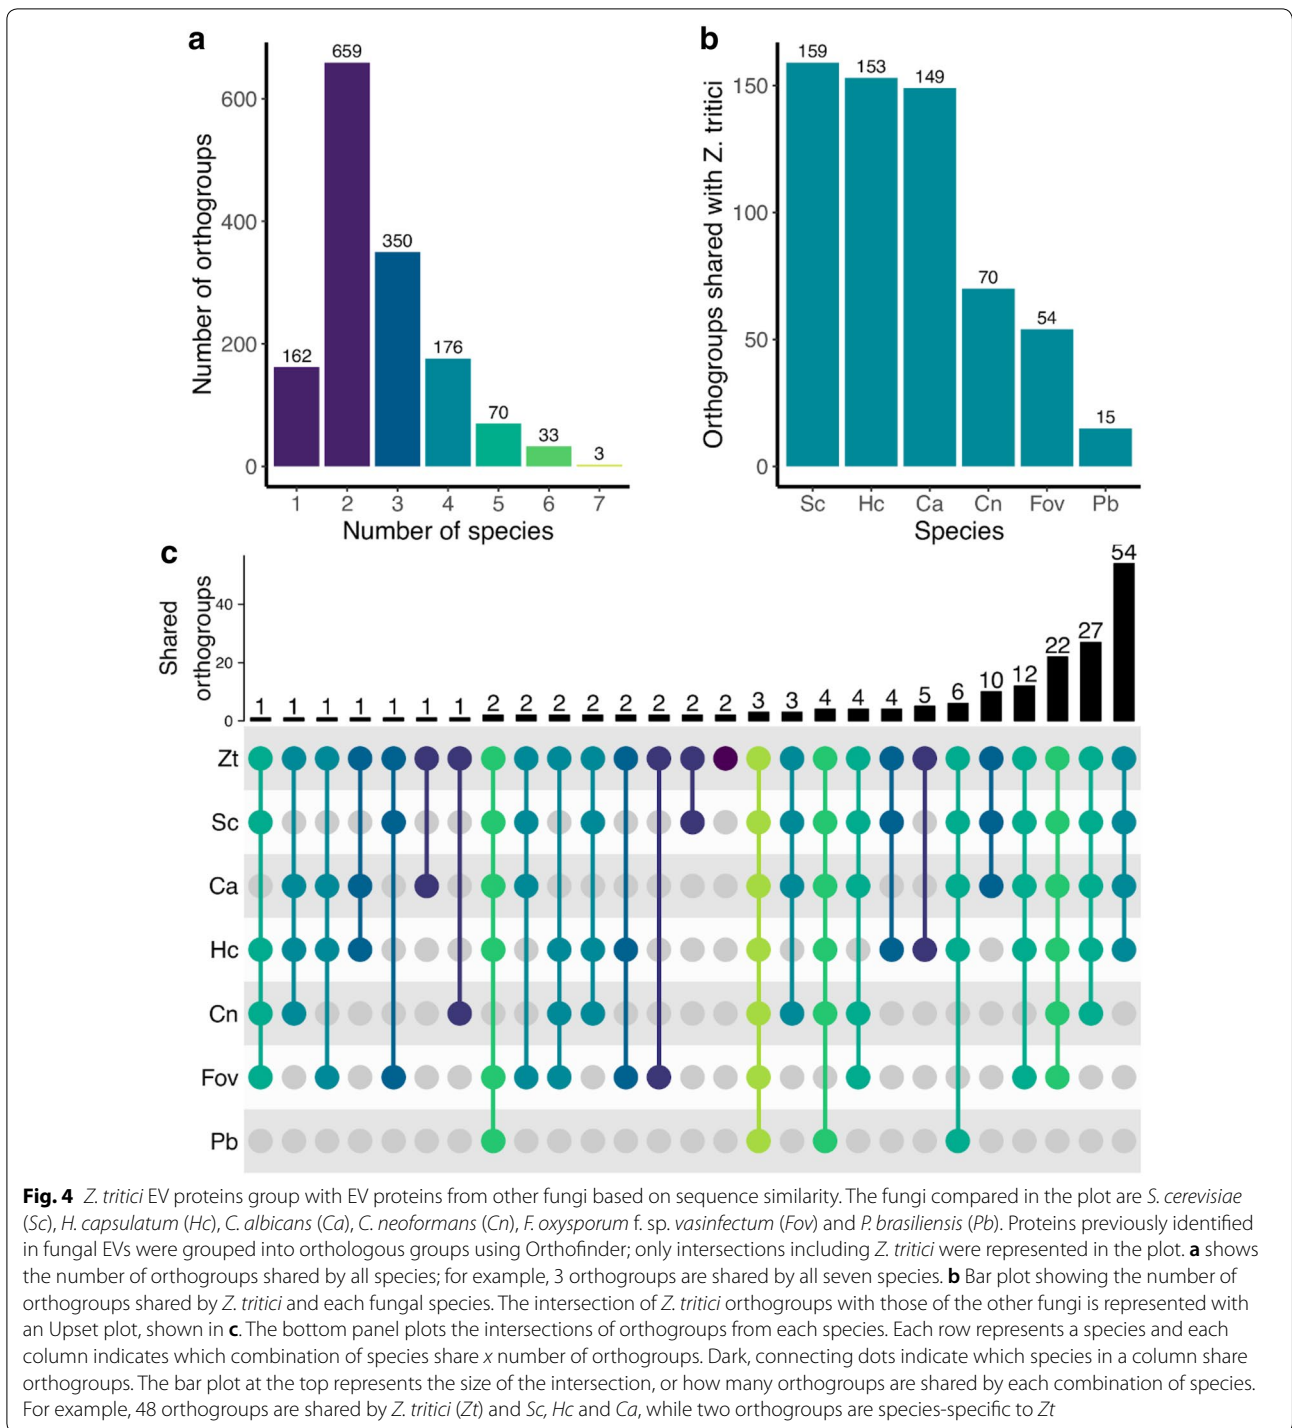 a
659
600
400
350
200
162
176
70
33
3
0
Number of orthogroups
1 2 3 4 5 6 7
Number of species
b
159
153
149
150
100
70
54
50
15
0
Orthogroups shared with Z. tritici
Sc Hc Ca Cn Fov Pb
Species
c
Shared
orthogroups
40
20
0
1 1 1 1 1 1 1 2 2 2 2 2 2 2 2 3 3 4 4 4 5 6 10 12 22 27 54
Zt
Sc
Ca
Hc
Cn
Fov
Pb
Fig. 4 Z. tritici EV proteins group with EV proteins from other fungi based on sequence similarity. The fungi compared in the plot are S. cerevisiae
(Sc), H. capsulatum (Hc), C. albicans (Ca), C. neoformans (Cn), F. oxysporum f. sp. vasinfectum (Fov) and P. brasiliensis (Pb). Proteins previously identified
in fungal EVs were grouped into orthologous groups using Orthofinder; only intersections including Z. tritici were represented in the plot. a shows
the number of orthogroups shared by all species; for example, 3 orthogroups are shared by all seven species. b Bar plot showing the number of
orthogroups shared by Z. tritici and each fungal species. The intersection of Z. tritici orthogroups with those of the other fungi is represented with
an Upset plot, shown in c. The bottom panel plots the intersections of orthogroups from each species. Each row represents a species and each
column indicates which combination of species share x number of orthogroups. Dark, connecting dots indicate which species in a column share
orthogroups. The bar plot at the top represents the size of the intersection, or how many orthogroups are shared by each combination of species.
For example, 48 orthogroups are shared by Z. tritici (Zt) and Sc, Hc and Ca, while two orthogroups are species-specific to Zt